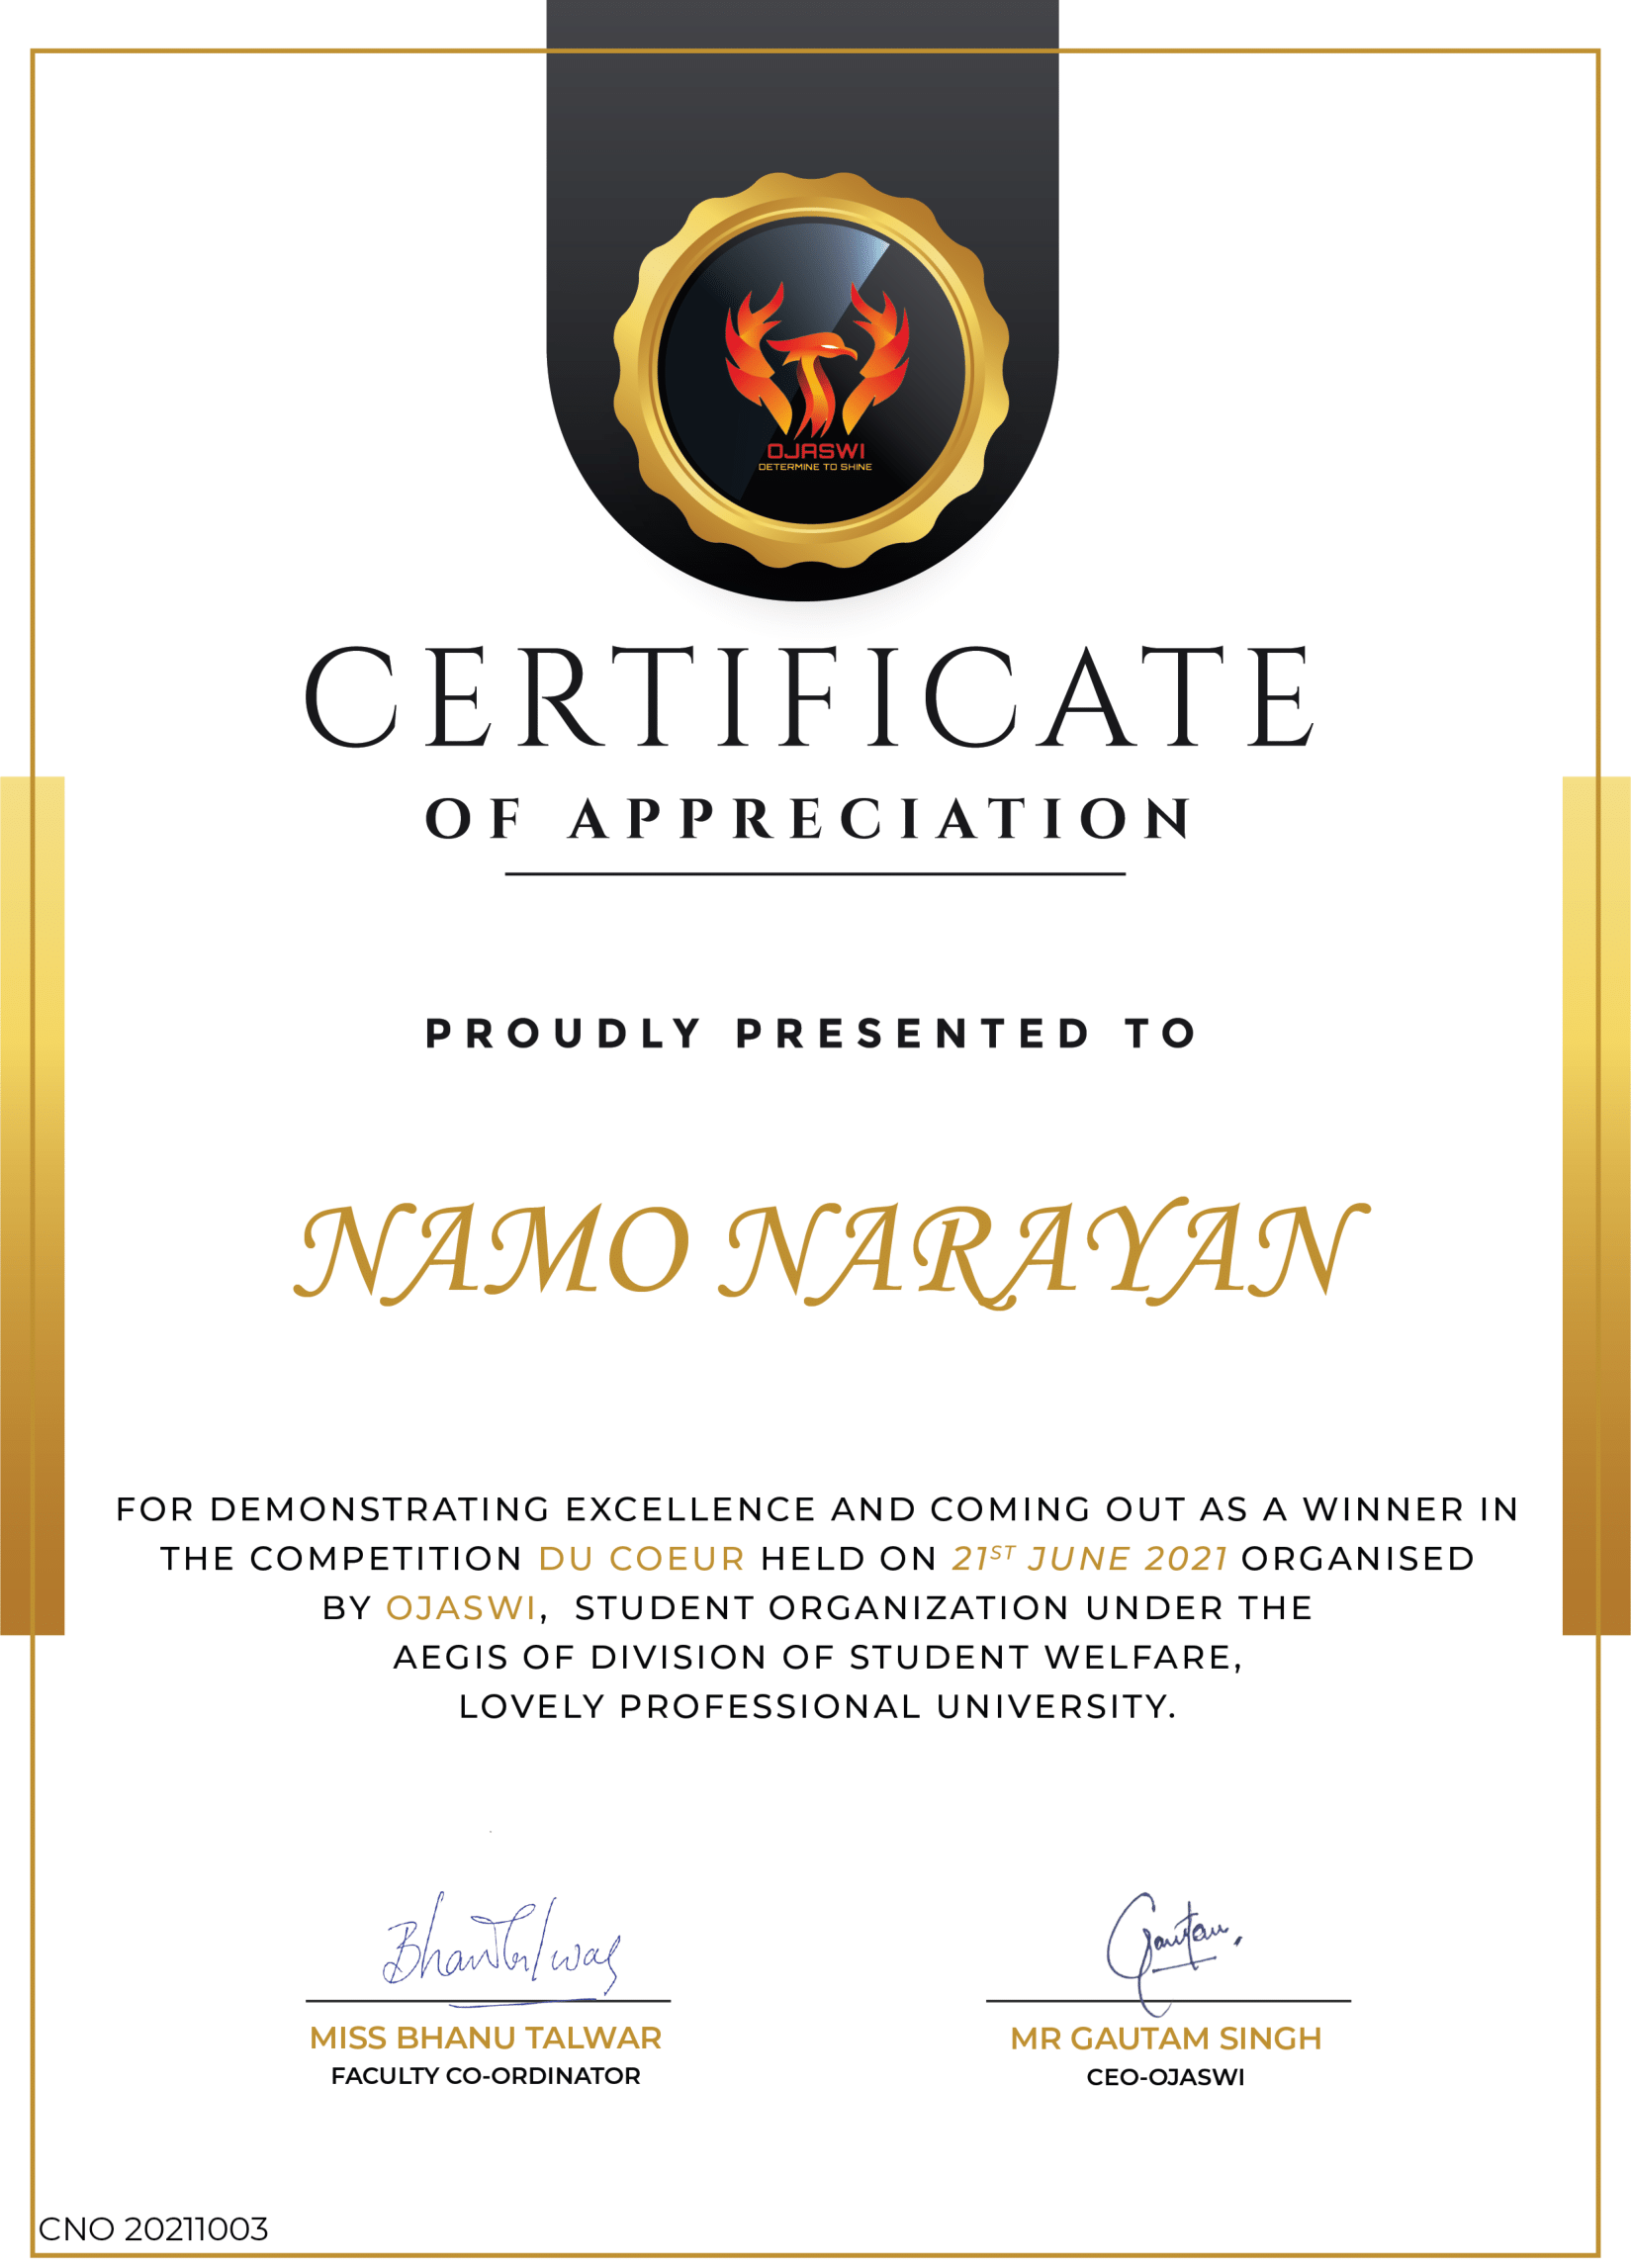 OJASWI
DETERMINE TO SHINE
CERTIFICATE
OF APPRECIATION
PROUDLY PRESENTED TO
NAMO NARAYAN
FOR DEMONSTRATING EXCELLENCE AND COMING OUT AS A WINNER IN
THE COMPETITION DU COEUR HELD ON 21ST JUNE 2021 ORGANISED
BY OJASWI, STUDENT ORGANIZATION UNDER THE
AEGIS OF DIVISION OF STUDENT WELFARE,
LOVELY PROFESSIONAL UNIVERSITY.
Bhanu Talwar
Gautam
MISS BHANU TALWAR
MR GAUTAM SINGH
FACULTY CO-ORDINATOR
CEO-OJASWI
CNO 20211003